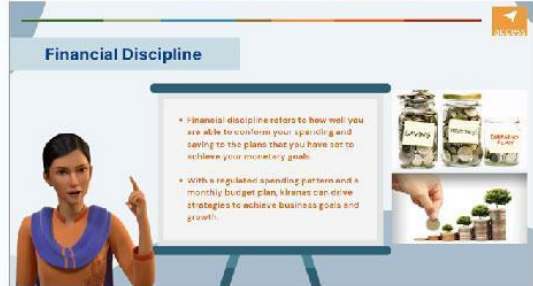 access
Financial Discipline
• Financial discipline refers to how well you
are able to conform your spending and
saving to the plans that you have set to
achieve your monetary goals.
• With a regulated spending pattern and a
monthly budget plan, kiranas can drive
strategies to achieve business goals and
growth.
SAVING
EMERGENCY
PLAN